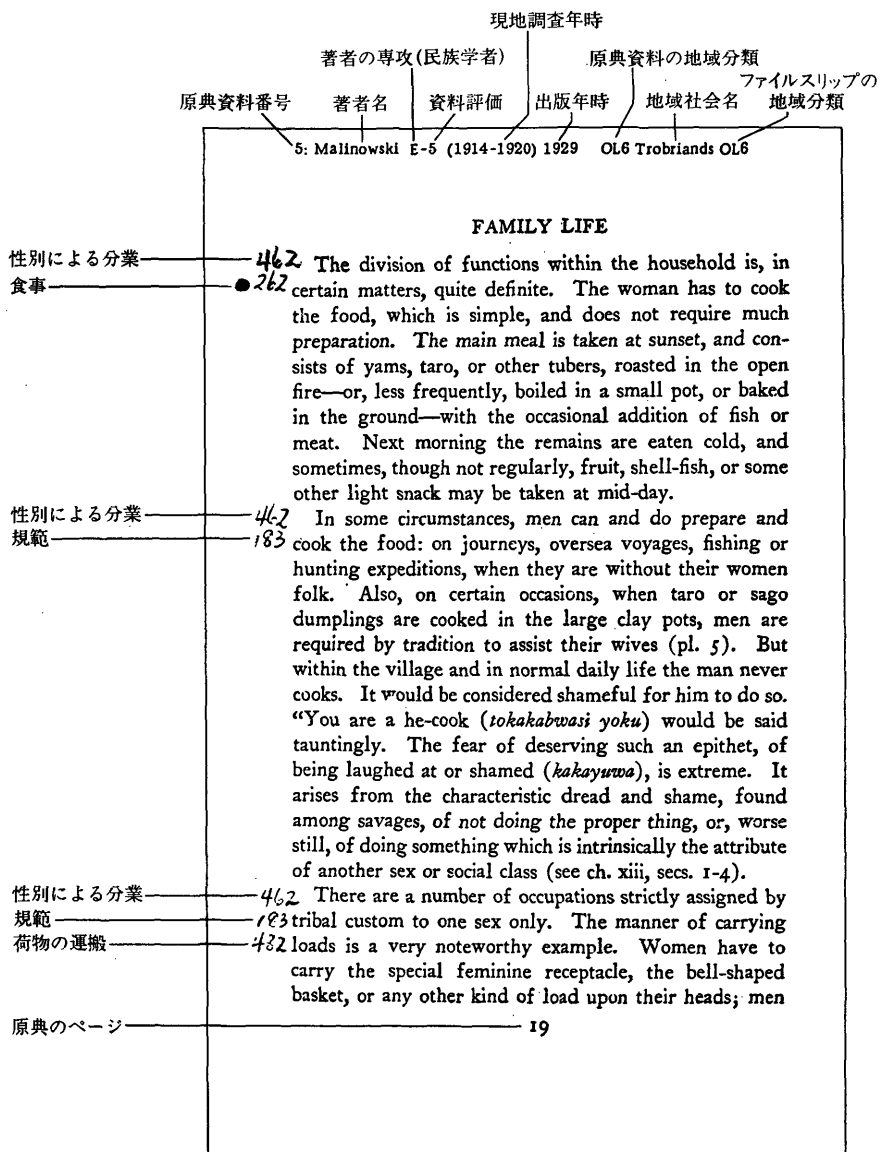 現地調査年時
著者の専攻(民族学者) 原典資料の地域分類
ファイルスリップの
原典資料番号 著者名 資料評価 出版年時 地域社会名 地域分類
5: Malinowski E-5 (1914-1920) 1929 OL6 Trobriands OL6
FAMILY LIFE
性別による分業 462 The division of functions within the household is, in
食事 262 certain matters, quite definite. The woman has to cook
the food, which is simple, and does not require much
preparation. The main meal is taken at sunset, and con-
sists of yams, taro, or other tubers, roasted in the open
fire—or, less frequently, boiled in a small pot, or baked
in the ground—with the occasional addition of fish or
meat. Next morning the remains are eaten cold, and
sometimes, though not regularly, fruit, shell-fish, or some
other light snack may be taken at mid-day.
性別による分業 462 In some circumstances, men can and do prepare and
規範 183 cook the food: on journeys, oversea voyages, fishing or
hunting expeditions, when they are without their women
folk. Also, on certain occasions, when taro or sago
dumplings are cooked in the large clay pots, men are
required by tradition to assist their wives (pl. 5). But
within the village and in normal daily life the man never
cooks. It would be considered shameful for him to do so.
“You are a he-cook (tokakabwasi yoku) would be said
tauntingly. The fear of deserving such an epithet, of
being laughed at or shamed (kakayuwa), is extreme. It
arises from the characteristic dread and shame, found
among savages, of not doing the proper thing, or, worse
still, of doing something which is intrinsically the attribute
of another sex or social class (see ch. xiii, secs. 1-4).
性別による分業 462 There are a number of occupations strictly assigned by
規範 183 tribal custom to one sex only. The manner of carrying
荷物の運搬 482 loads is a very noteworthy example. Women have to
carry the special feminine receptacle, the bell-shaped
basket, or any other kind of load upon their heads; men
原典のページ 19